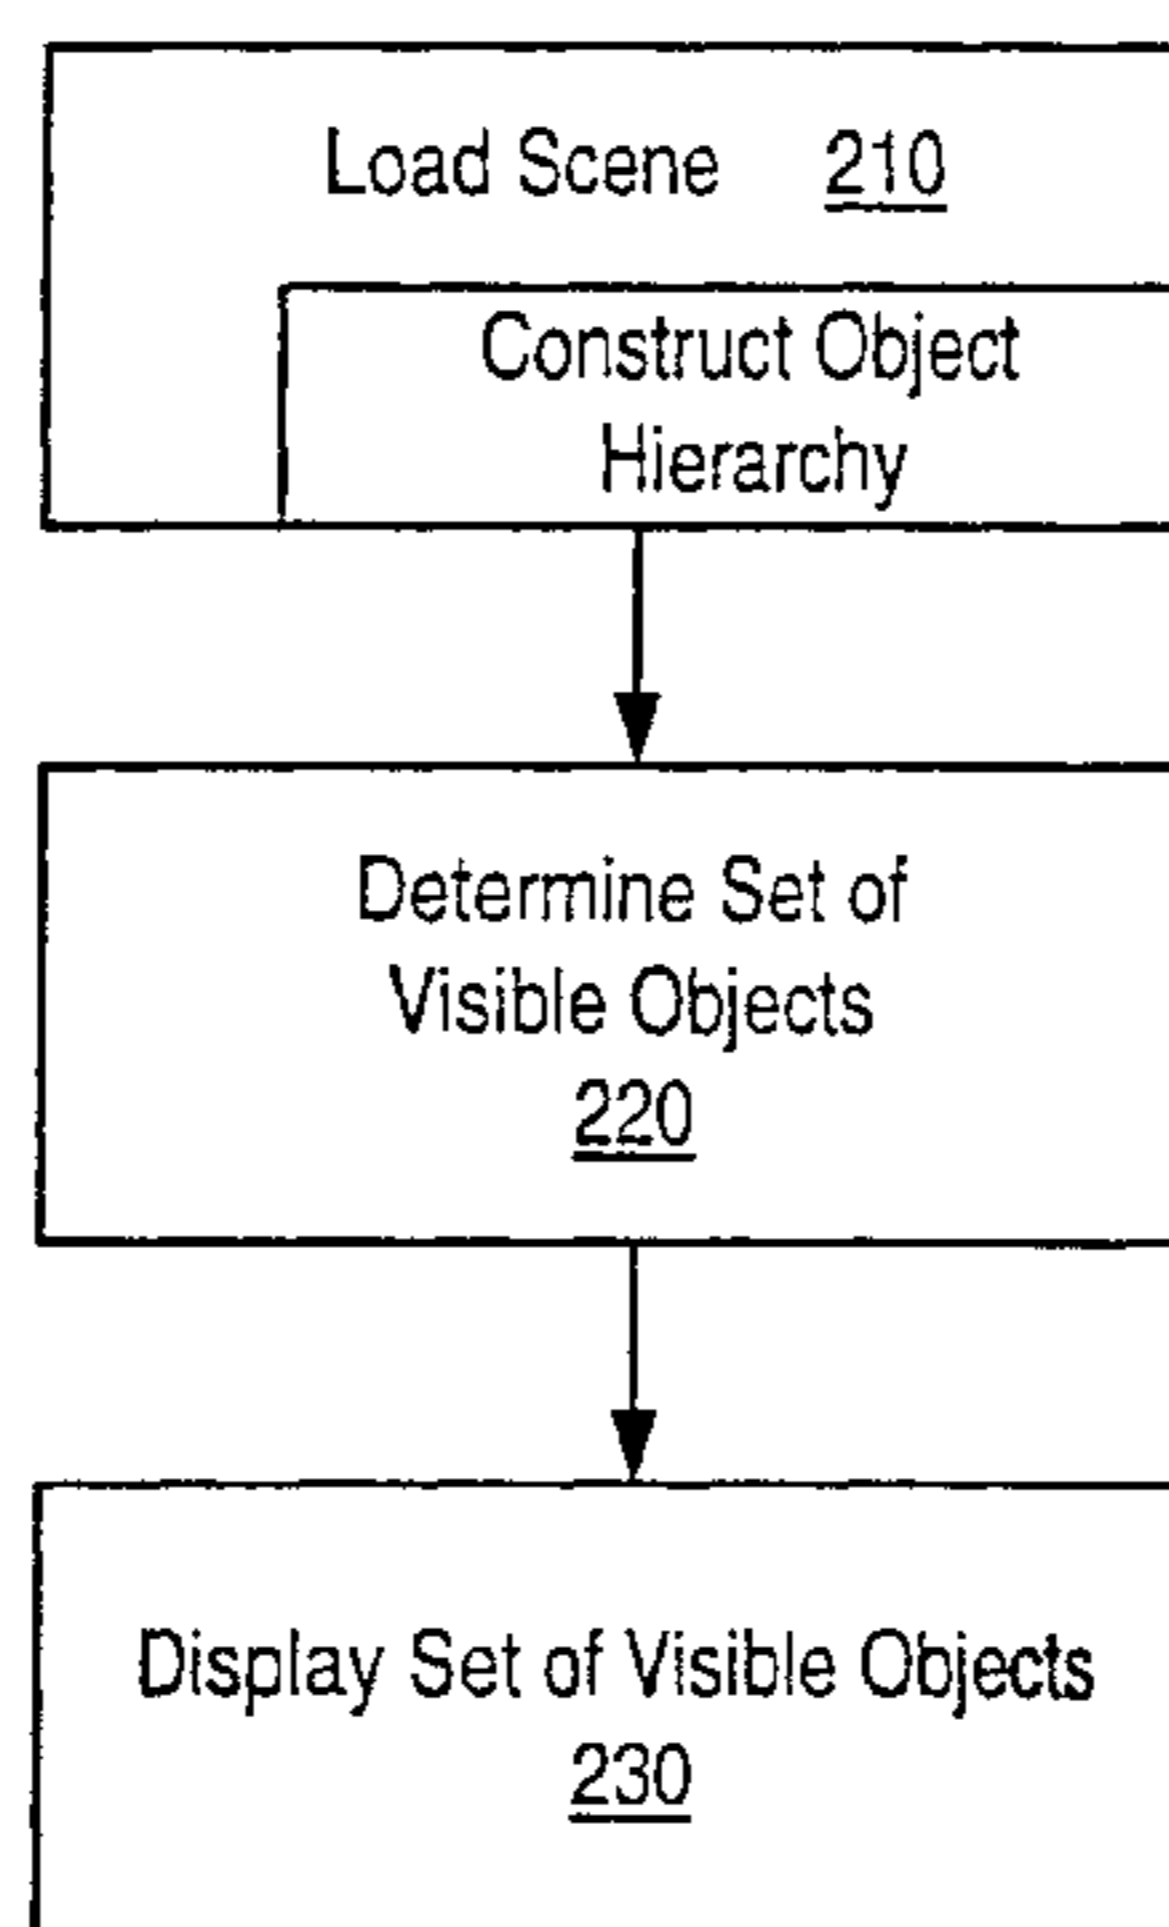 Load Scene 210
Construct Object
Hierarchy
Determine Set of
Visible Objects
220
Display Set of Visible Objects
230